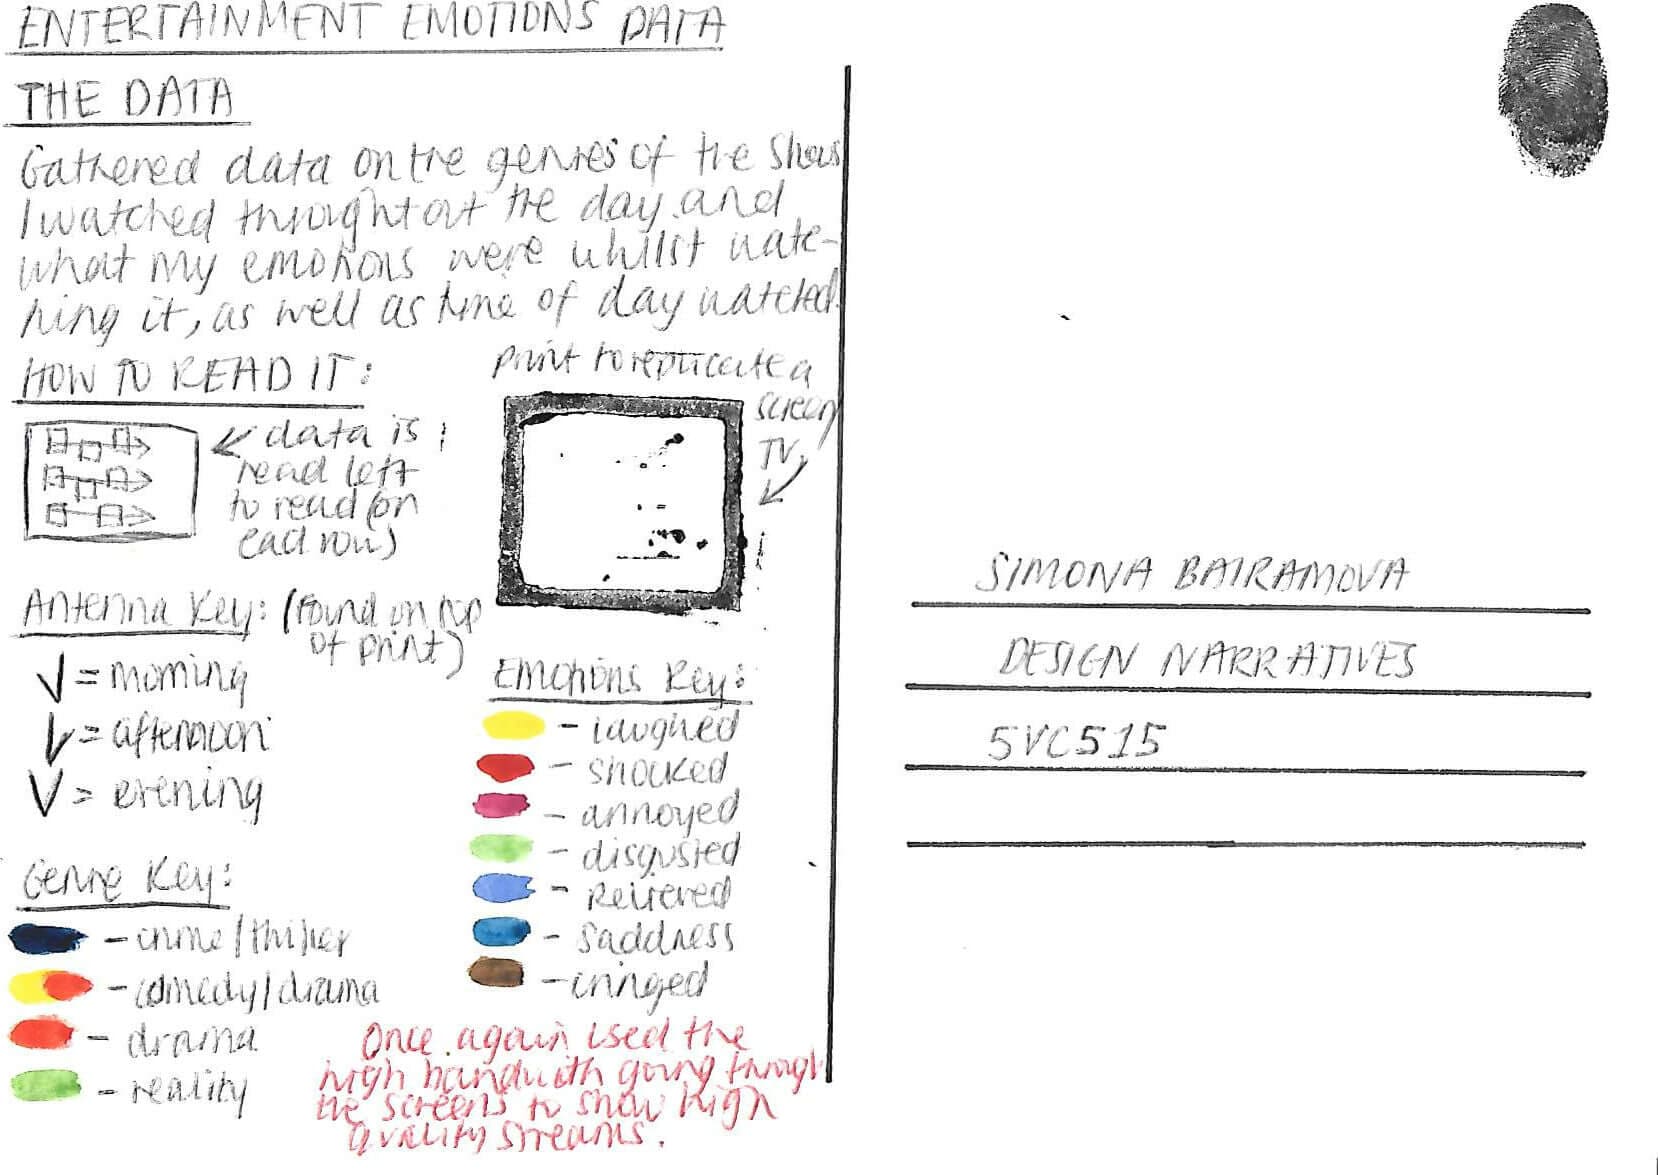 ENTERTAINMENT EMOTIONS DATA
THE DATA
Gathered data on the genres of the shows
I watched throughtout the day and
what my emotions were whilst watc-
hing it, as well as time of day watched.
HOW TO READ IT:
data is
read left
to read (on
each row)
print to replicate a
screen
TV
Antenna Key: (found on top
of print)
= morning
= afternoon
= evening
Genre Key:
- crime/thriller
- comedy/drama
- drama
- reality
Emotions Key:
- laughed
- shocked
- annoyed
- disgusted
- relieved
- saddness
- cringed
Once again used the
high bandwidth going through
the screens to show high
quality streams.
SIMONA BAIRAMOVA
DESIGN NARRATIVES
5VC515